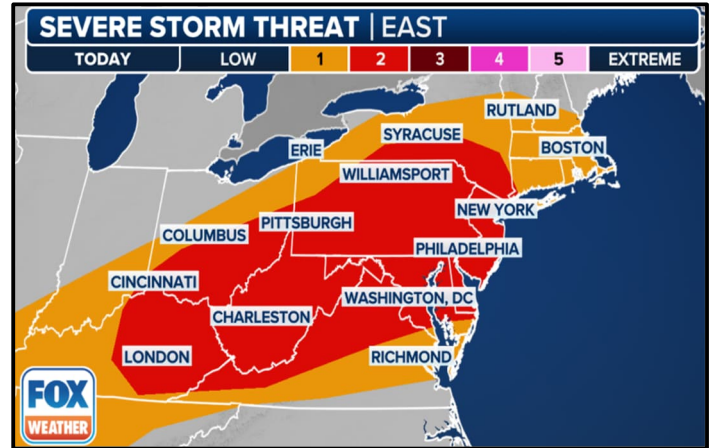 SEVERE STORM THREAT | EAST
TODAY LOW 1 2 3 4 5 EXTREME
RUTLAND
SYRACUSE
BOSTON
ERIE
WILLIAMSPORT
NEW YORK
PITTSBURGH
COLUMBUS
PHILADELPHIA
CINCINNATI
WASHINGTON, DC
CHARLESTON
LONDON
RICHMOND
FOX
WEATHER